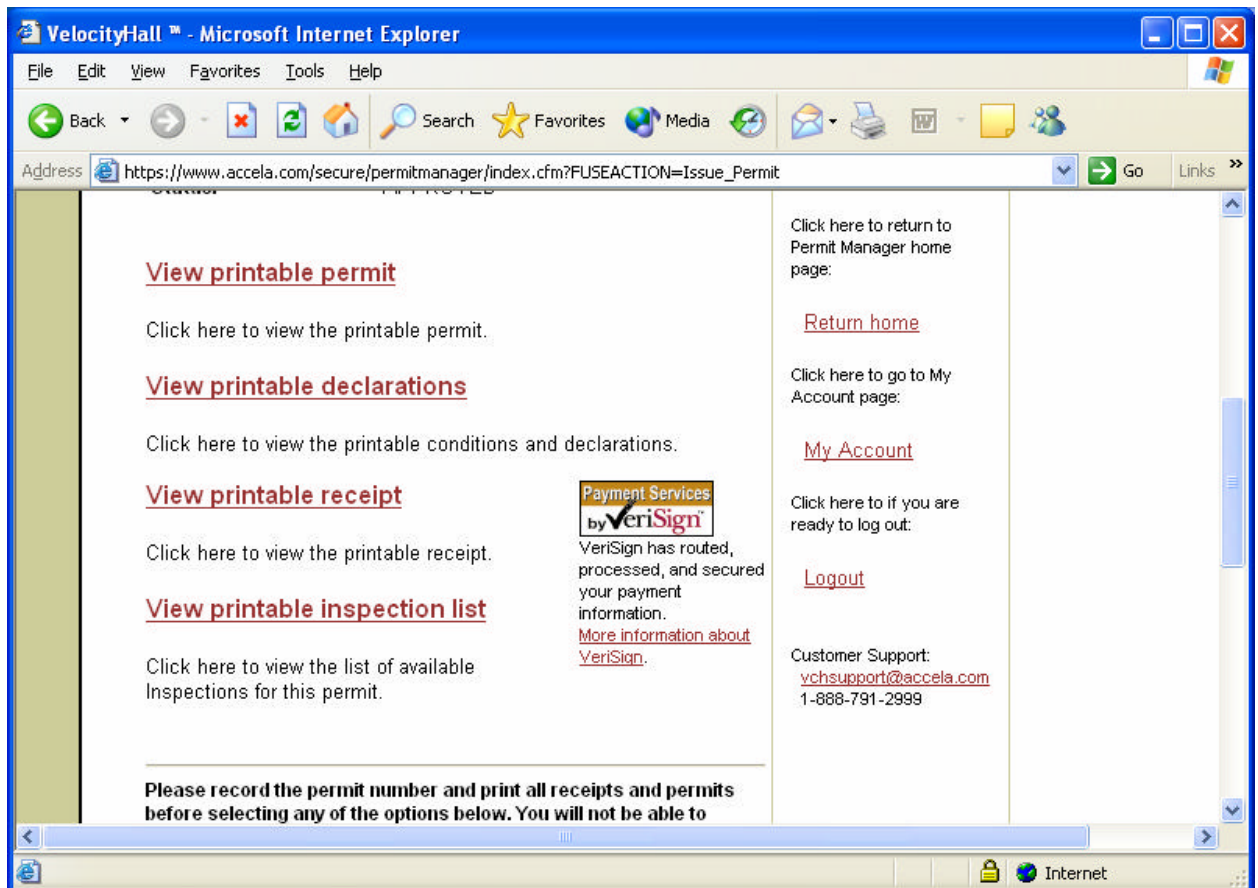 VelocityHall ™ - Microsoft Internet Explorer
File Edit View Favorites Tools Help
Back Search Favorites Media
Address https://www.accela.com/secure/permitmanager/index.cfm?FUSEACTION=Issue_Permit Go Links »
Status: APPROVED
View printable permit
Click here to view the printable permit.
View printable declarations
Click here to view the printable conditions and declarations.
View printable receipt
Click here to view the printable receipt.
View printable inspection list
Click here to view the list of available
Inspections for this permit.
Payment Services
by VeriSign™
VeriSign has routed,
processed, and secured
your payment
information.
More information about
VeriSign.
Please record the permit number and print all receipts and permits
before selecting any of the options below. You will not be able to
Click here to return to
Permit Manager home
page:
Return home
Click here to go to My
Account page:
My Account
Click here to if you are
ready to log out:
Logout
Customer Support:
vchsupport@accela.com
1-888-791-2999
Internet